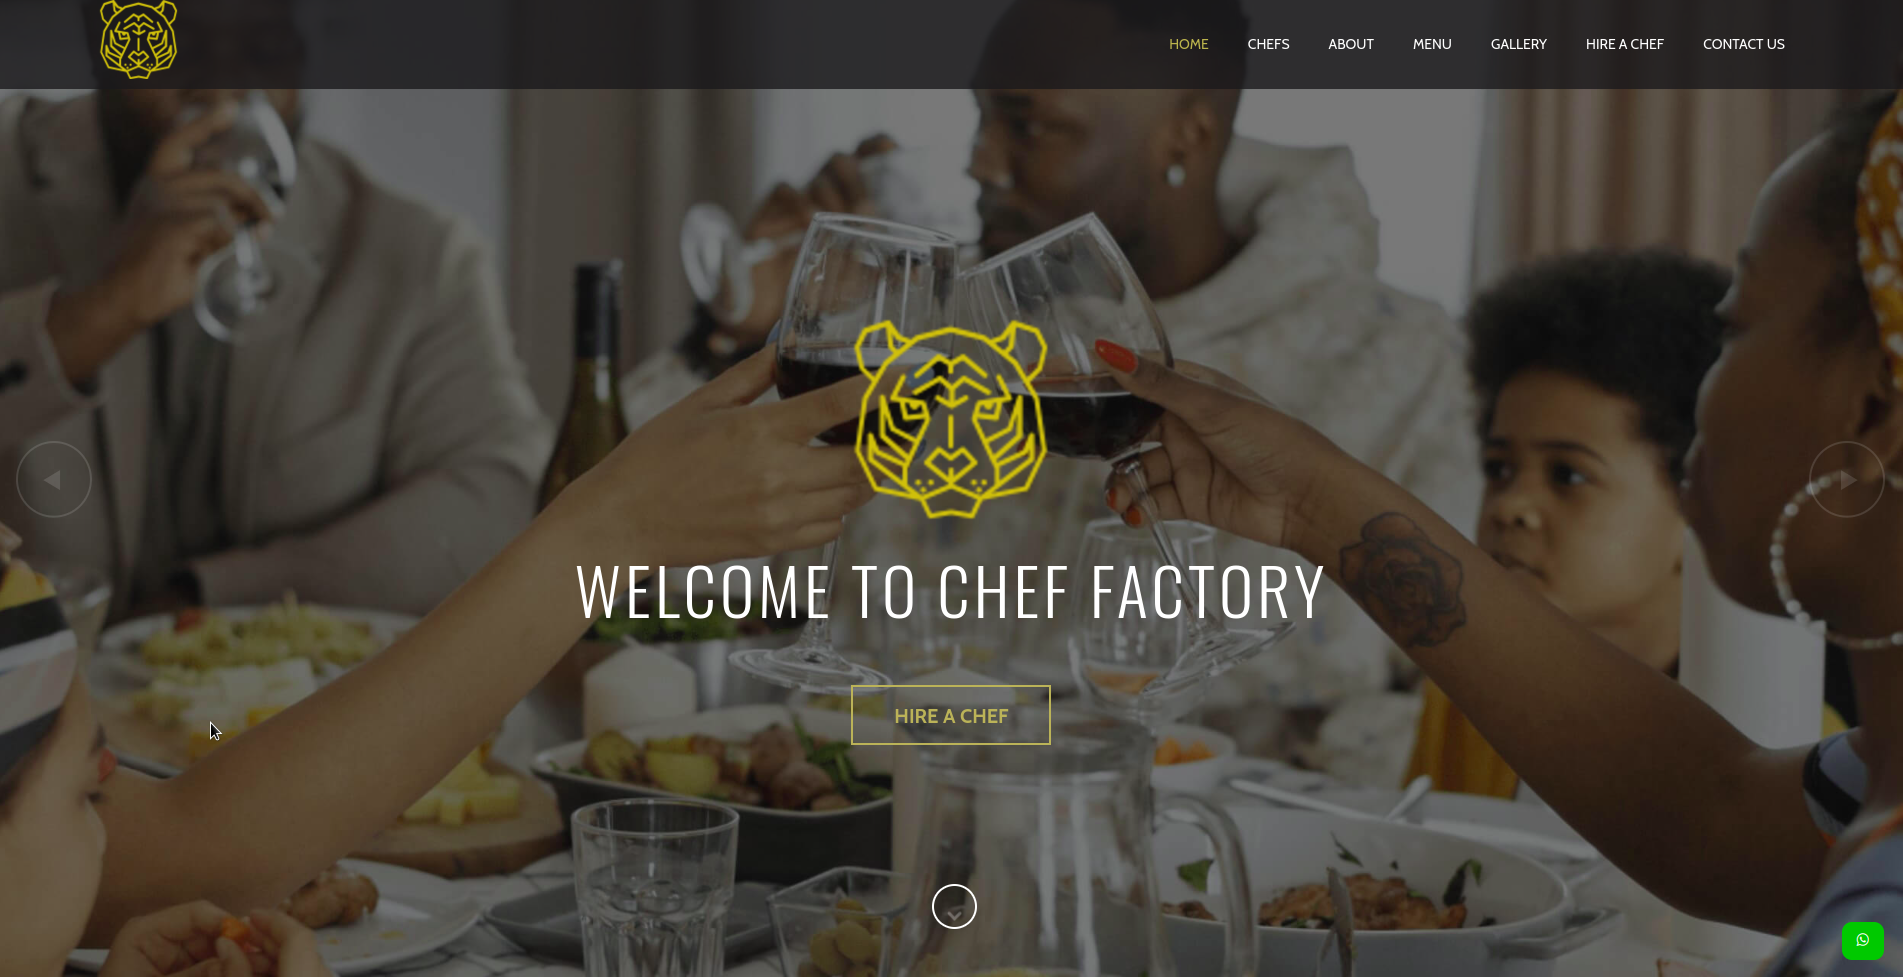 HOME
CHEFS
ABOUT
MENU
GALLERY
HIRE A CHEF
CONTACT US
WELCOME TO CHEF FACTORY
HIRE A CHEF